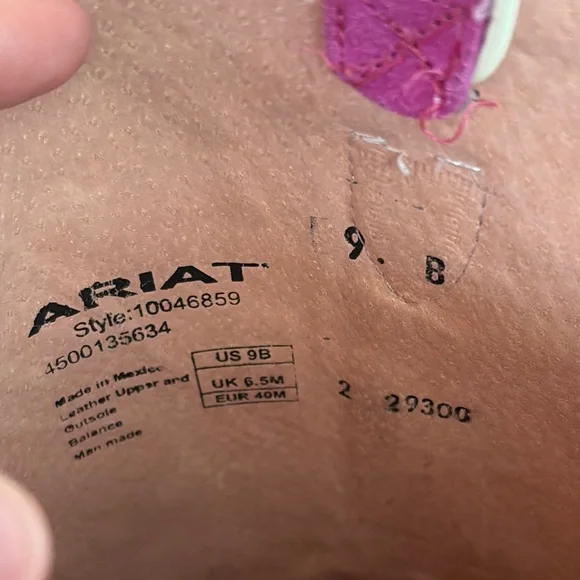 9. B
ARIAT
Style:10046859
4500135634
Made in Mexico
Leather Upper and
Outsole
Balance
Man made
US 9B
UK 6.5M
EUR 40M
2 29300